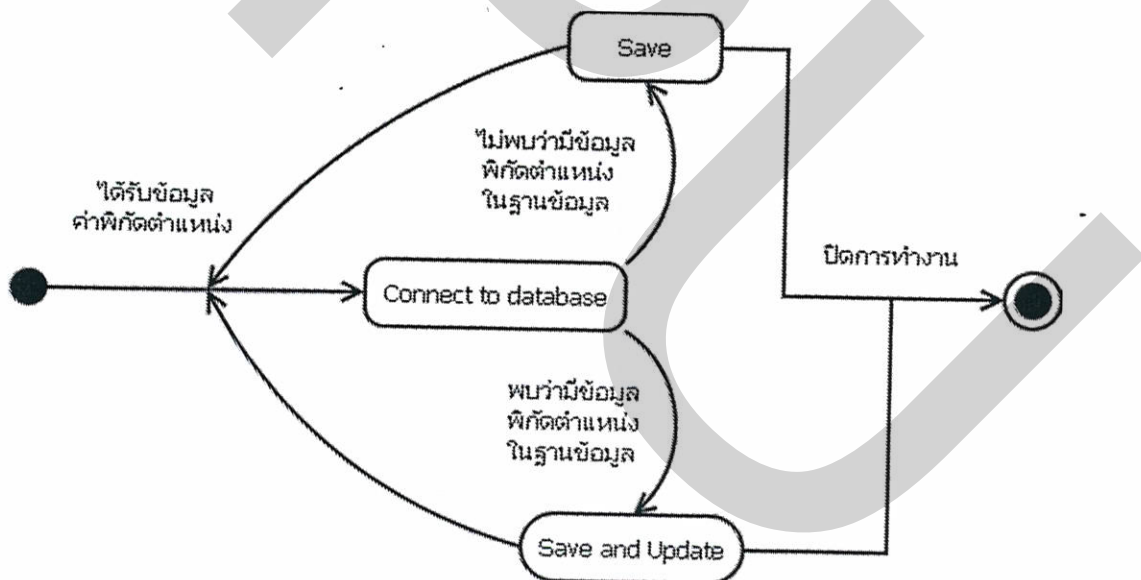 Save
ไม่พบว่ามีข้อมูล
พิกัดตำแหน่ง
ในฐานข้อมูล
ได้รับข้อมูล
ค่าพิกัดตำแหน่ง
ปิดการทำงาน
Connect to database
พบว่ามีข้อมูล
พิกัดตำแหน่ง
ในฐานข้อมูล
Save and Update